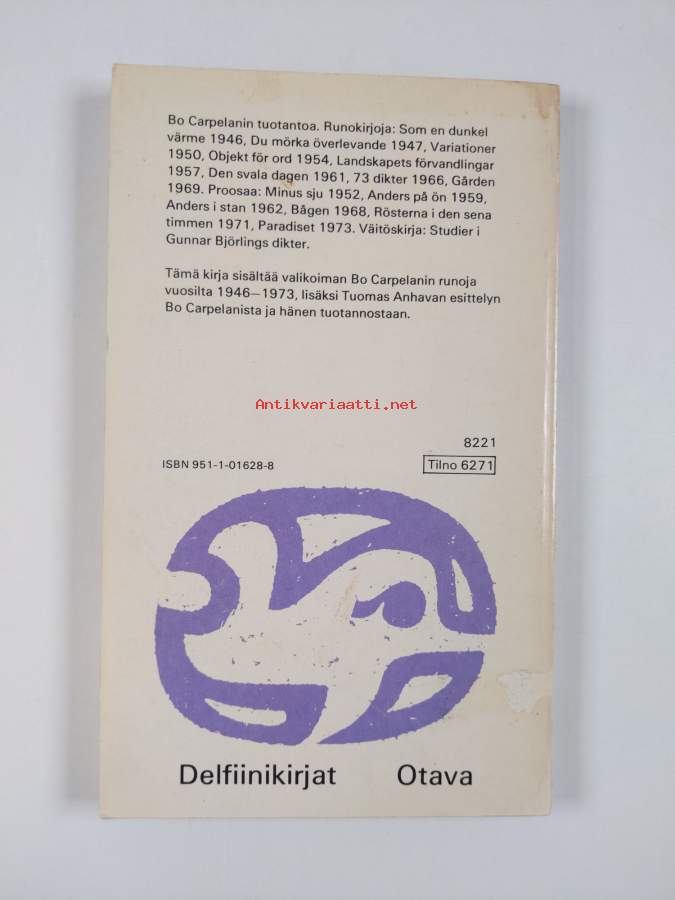 Bo Carpelanin tuotantoa. Runokirjoja: Som en dunkel
värme 1946, Du mörka överlevande 1947, Variationer
1950, Objekt för ord 1954, Landskapets förvandlingar
1957, Den svala dagen 1961, 73 dikter 1966, Gården
1969. Proosaa: Minus sju 1952, Anders på ön 1959,
Anders i stan 1962, Bågen 1968, Rösterna i den sena
timmen 1971, Paradiset 1973. Väitöskirja: Studier i
Gunnar Björlings dikter.
Tämä kirja sisältää valikoiman Bo Carpelanin runoja
vuosilta 1946–1973, lisäksi Tuomas Anhavan esittelyn
Bo Carpelanista ja hänen tuotannostaan.
Antikvariaatti.net
8221
ISBN 951-1-01628-8 Tilno 6271
Delfiinikirjat Otava